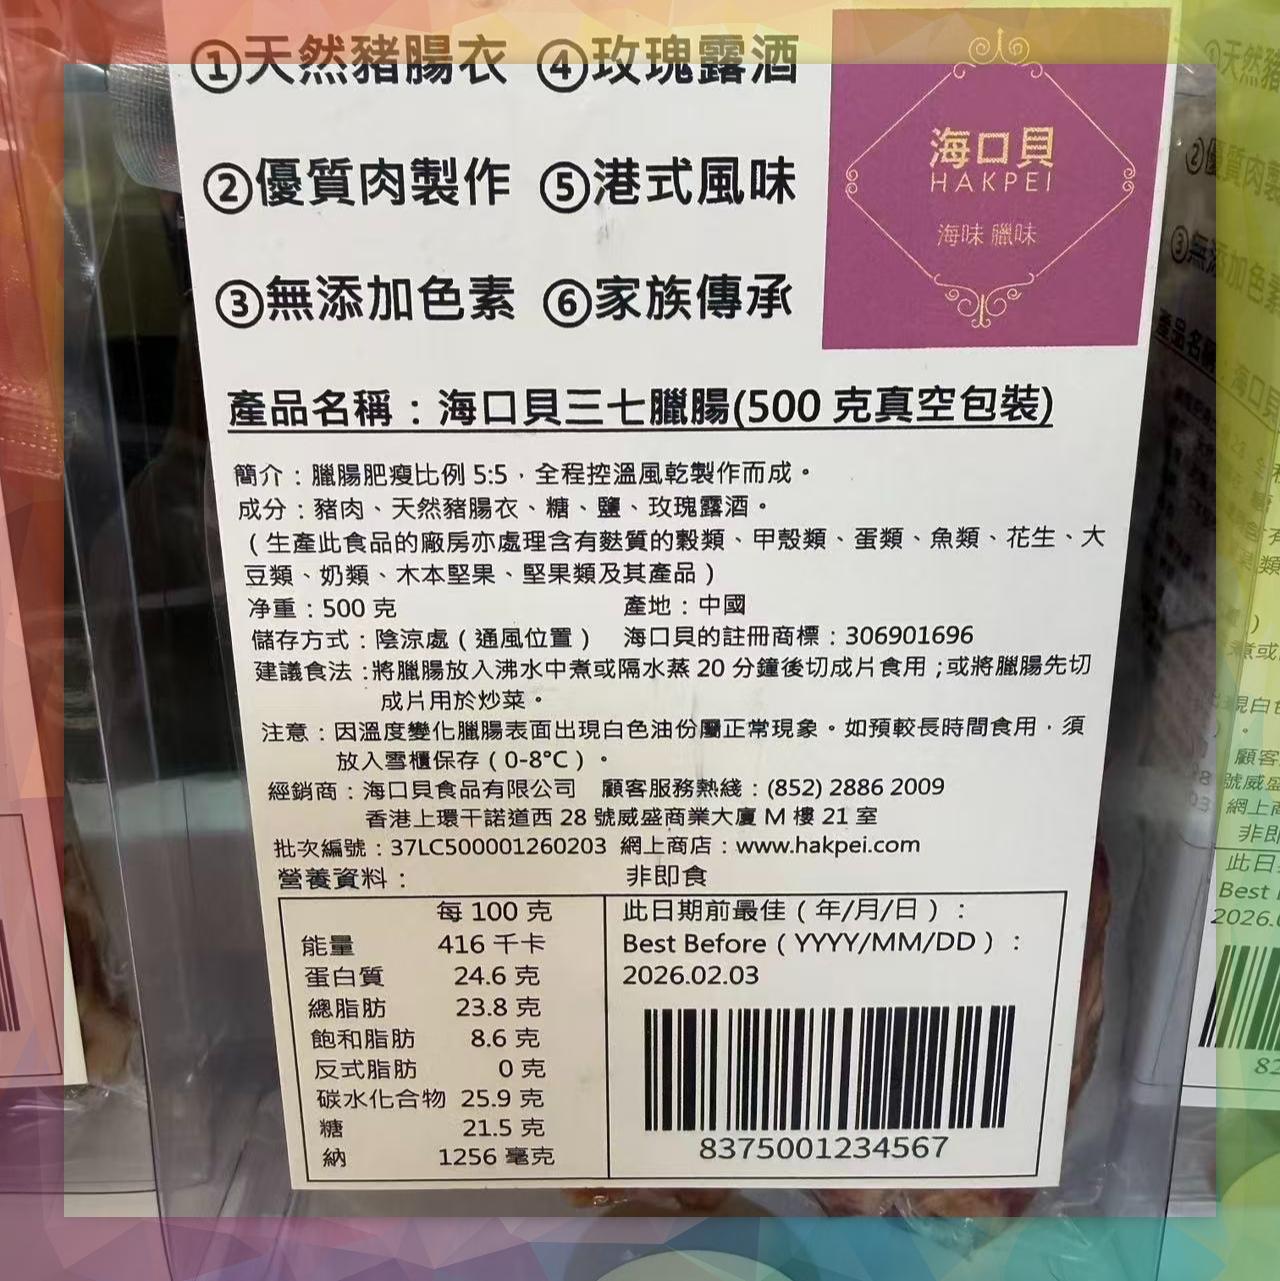 ①天然豬腸衣 ④玫瑰露酒
②優質肉製作 ⑤港式風味
③無添加色素 ⑥家族傳承
海口貝
HAKPEI
海味 臘味
產品名稱：海口貝三七臘腸(500 克真空包裝)
簡介：臘腸肥瘦比例 5:5，全程控溫風乾製作而成。
成分：豬肉、天然豬腸衣、糖、鹽、玫瑰露酒。
（生產此食品的廠房亦處理含有麩質的穀類、甲殼類、蛋類、魚類、花生、大
豆類、奶類、木本堅果、堅果類及其產品）
净重：500 克 產地：中國
儲存方式：陰涼處（通風位置） 海口貝的註冊商標：306901696
建議食法：將臘腸放入沸水中煮或隔水蒸 20 分鐘後切成片食用；或將臘腸先切
成片用於炒菜。
注意：因溫度變化臘腸表面出現白色油份屬正常現象。如預較長時間食用，須
放入雪櫃保存（0-8°C）。
經銷商：海口貝食品有限公司 顧客服務熱綫：(852) 2886 2009
香港上環干諾道西 28 號威盛商業大廈 M 樓 21 室
批次編號：37LC500001260203 網上商店：www.hakpei.com
營養資料： 非即食
每 100 克
能量 416 千卡
蛋白質 24.6 克
總脂肪 23.8 克
飽和脂肪 8.6 克
反式脂肪 0 克
碳水化合物 25.9 克
糖 21.5 克
納 1256 毫克
此日期前最佳（年/月/日）：
Best Before（YYYY/MM/DD）：
2026.02.03
8375001234567